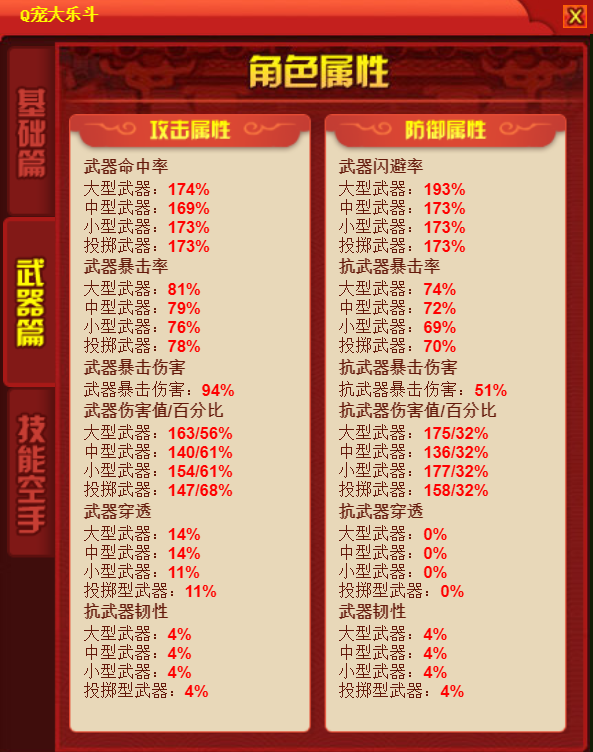 Q宠大乐斗
X
角色属性
基础篇
武器篇
技能空手
攻击属性
武器命中率
大型武器：174%
中型武器：169%
小型武器：173%
投掷武器：173%
武器暴击率
大型武器：81%
中型武器：79%
小型武器：76%
投掷武器：78%
武器暴击伤害
武器暴击伤害：94%
武器伤害值/百分比
大型武器：163/56%
中型武器：140/61%
小型武器：154/61%
投掷武器：147/68%
武器穿透
大型武器：14%
中型武器：14%
小型武器：11%
投掷型武器：11%
抗武器韧性
大型武器：4%
中型武器：4%
小型武器：4%
投掷型武器：4%
防御属性
武器闪避率
大型武器：193%
中型武器：173%
小型武器：173%
投掷武器：173%
抗武器暴击率
大型武器：74%
中型武器：72%
小型武器：69%
投掷武器：70%
抗武器暴击伤害
抗武器暴击伤害：51%
抗武器伤害值/百分比
大型武器：175/32%
中型武器：136/32%
小型武器：177/32%
投掷武器：158/32%
抗武器穿透
大型武器：0%
中型武器：0%
小型武器：0%
投掷型武器：0%
武器韧性
大型武器：4%
中型武器：4%
小型武器：4%
投掷型武器：4%